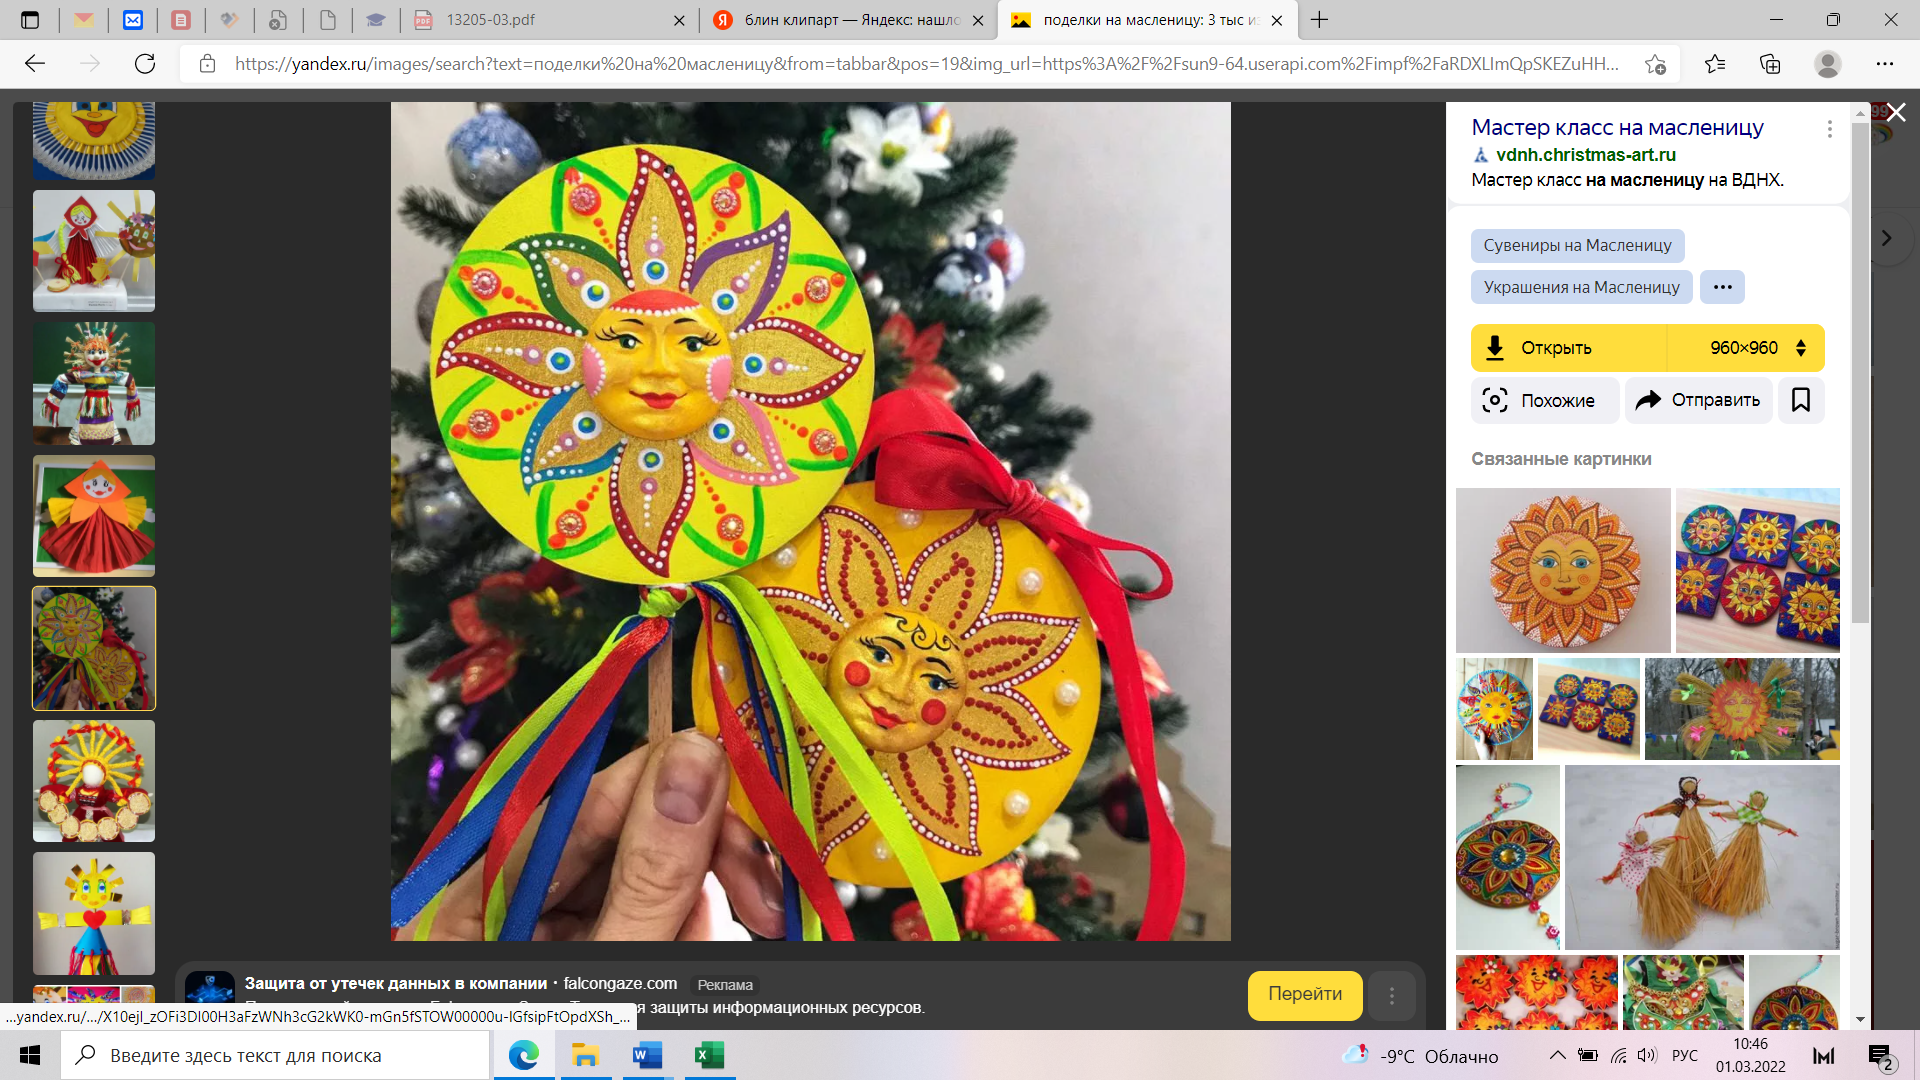 13205-03.pdf
блин клипарт — Яндекс: нашло
поделки на масленицу: 3 тыс из
https://yandex.ru/images/search?text=поделки%20на%20масленицу&from=tabbar&pos=19&img_url=https%3A%2F%2Fsun9-64.userapi.com%2Fimpf%2FaRDXLImQpSKEZuHH...
99
Мастер класс на масленицу
vdnh.christmas-art.ru
Мастер класс на масленицу на ВДНХ.
Сувениры на Масленицу
Украшения на Масленицу
Открыть
960×960
Похожие
Отправить
Связанные картинки
Защита от утечек данных в компании · falcongaze.com Реклама
я защиты информационных ресурсов.
Перейти
...yandex.ru/.../X10ejI_zOFi3DI00H3aFzWNh3cG2kWK0-mGn5fSTOW00000u-IGfsipFtOpdXSh_...
Введите здесь текст для поиска
-9°C Облачно
РУС
10:46
01.03.2022
2